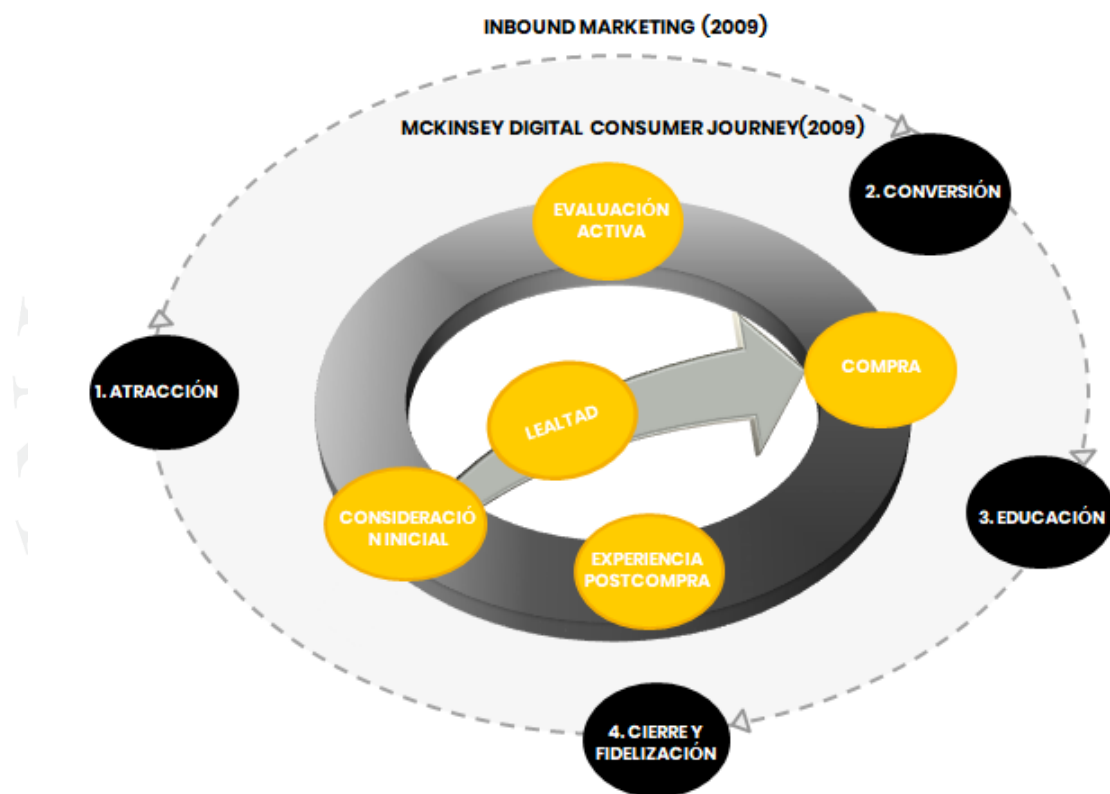 INBOUND MARKETING (2009)
MCKINSEY DIGITAL CONSUMER JOURNEY(2009)
2. CONVERSIÓN
EVALUACIÓN
ACTIVA
COMPRA
1. ATRACCIÓN
LEALTAD
CONSIDERACIÓ
N INICIAL
3. EDUCACIÓN
EXPERIENCIA
POSTCOMPRA
4. CIERRE Y
FIDELIZACIÓN